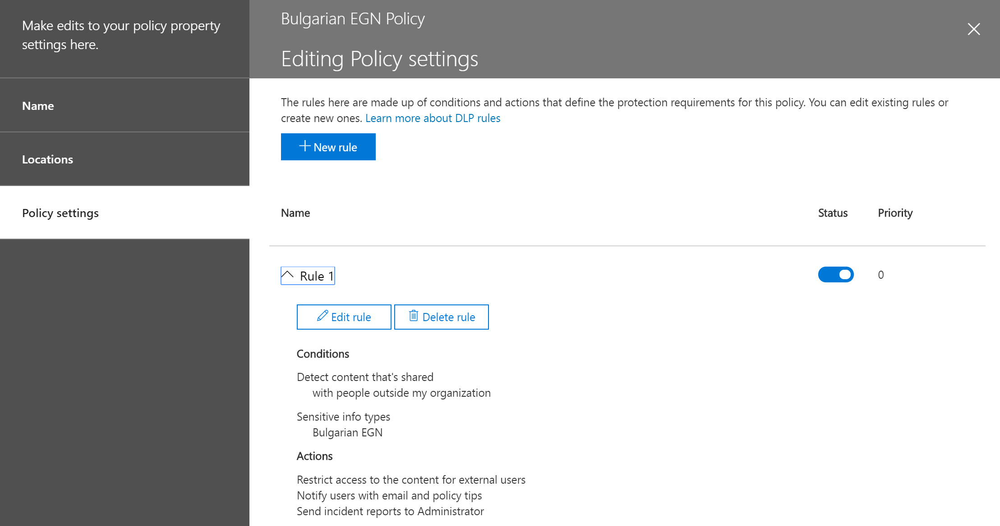 Make edits to your policy property
settings here.
Name
Locations
Policy settings
Bulgarian EGN Policy
Editing Policy settings
The rules here are made up of conditions and actions that define the protection requirements for this policy. You can edit existing rules or
create new ones. Learn more about DLP rules
New rule
Name Status Priority
Rule 1 0
Edit rule Delete rule
Conditions
Detect content that's shared
with people outside my organization
Sensitive info types
Bulgarian EGN
Actions
Restrict access to the content for external users
Notify users with email and policy tips
Send incident reports to Administrator